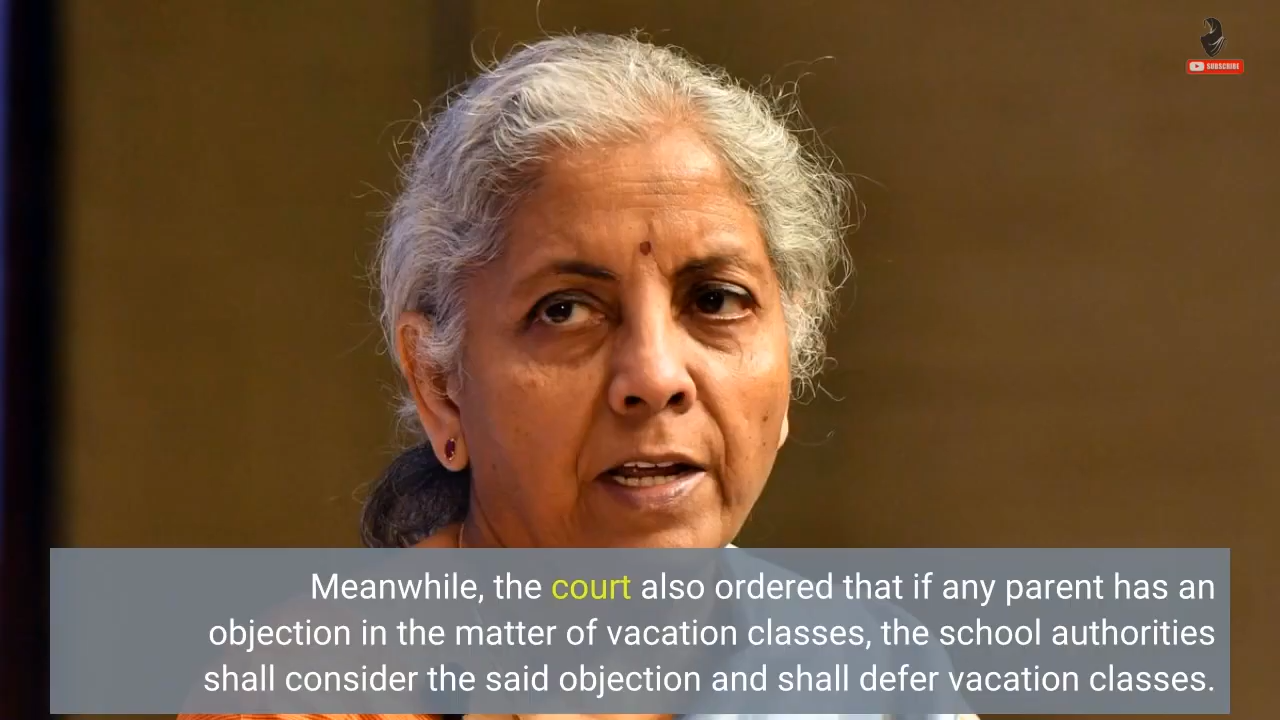 SUBSCRIBE
Meanwhile, the court also ordered that if any parent has an
objection in the matter of vacation classes, the school authorities
shall consider the said objection and shall defer vacation classes.